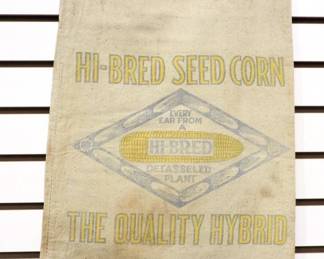 HI-BRED SEED CORN
EVERY
EAR FROM
A
HI-BRED
DETASSELED
PLANT
THE QUALITY HYBRID